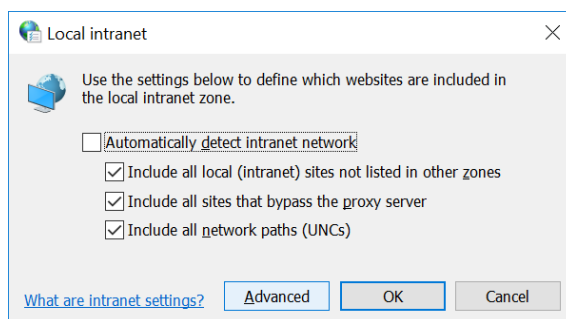 Local intranet
Use the settings below to define which websites are included in
the local intranet zone.
Automatically detect intranet network
Include all local (intranet) sites not listed in other zones
Include all sites that bypass the proxy server
Include all network paths (UNCs)
What are intranet settings? Advanced OK Cancel